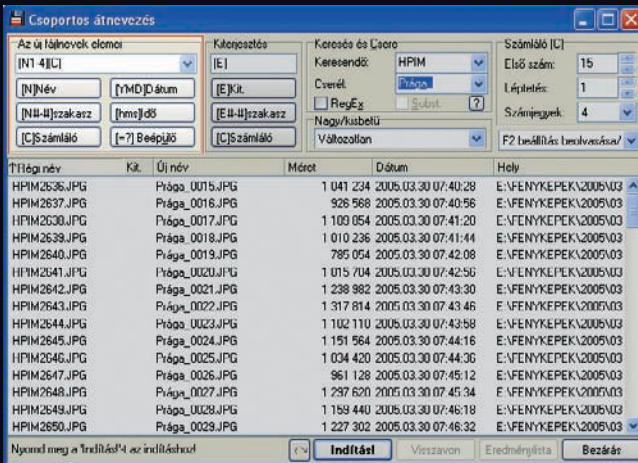 Csoportos átnevezés
Az új fájlnevek elemei
[N1-4][C]
[N]Név
[YMD]Dátum
[N#-#]szakasz
[hms]Idő
[C]Számláló
[=?] Beépülő
Kiterjesztés
[E]
[E]Kit.
[E#-#]szakasz
[C]Számláló
Keresés és Csere
Keresendő: HPIM
Cserél: Prága_
RegEx
Subst.
?
Nagy/kisbetű
Változatlan
Számláló [C]
Első szám: 15
Léptetés: 1
Számjegyek: 4
F2 beállítás beolvasása/
↑Régi név Kit. Új név Méret Dátum Hely
HPIM2636.JPG Prága_0015.JPG 1 041 234 2005.03.30 07:40:28 E:\FENYKEPEK\2005\03
HPIM2637.JPG Prága_0016.JPG 926 568 2005.03.30 07:40:56 E:\FENYKEPEK\2005\03
HPIM2638.JPG Prága_0017.JPG 1 109 054 2005.03.30 07:41:20 E:\FENYKEPEK\2005\03
HPIM2639.JPG Prága_0018.JPG 1 010 236 2005.03.30 07:41:44 E:\FENYKEPEK\2005\03
HPIM2640.JPG Prága_0019.JPG 785 054 2005.03.30 07:42:08 E:\FENYKEPEK\2005\03
HPIM2641.JPG Prága_0020.JPG 1 015 704 2005.03.30 07:42:56 E:\FENYKEPEK\2005\03
HPIM2642.JPG Prága_0021.JPG 1 238 982 2005.03.30 07:43:30 E:\FENYKEPEK\2005\03
HPIM2643.JPG Prága_0022.JPG 1 317 814 2005.03.30 07:43:46 E:\FENYKEPEK\2005\03
HPIM2644.JPG Prága_0023.JPG 1 102 110 2005.03.30 07:43:58 E:\FENYKEPEK\2005\03
HPIM2645.JPG Prága_0024.JPG 1 151 564 2005.03.30 07:44:16 E:\FENYKEPEK\2005\03
HPIM2646.JPG Prága_0025.JPG 1 034 420 2005.03.30 07:44:36 E:\FENYKEPEK\2005\03
HPIM2647.JPG Prága_0026.JPG 961 128 2005.03.30 07:45:12 E:\FENYKEPEK\2005\03
HPIM2648.JPG Prága_0027.JPG 1 297 620 2005.03.30 07:45:34 E:\FENYKEPEK\2005\03
HPIM2649.JPG Prága_0028.JPG 1 159 440 2005.03.30 07:46:18 E:\FENYKEPEK\2005\03
HPIM2650.JPG Prága_0029.JPG 1 227 302 2005.03.30 07:46:32 E:\FENYKEPEK\2005\03
Nyomd meg a 'Indítás!'-t az indításhoz!
Indítás!
Visszavon
Eredménylista
Bezárás